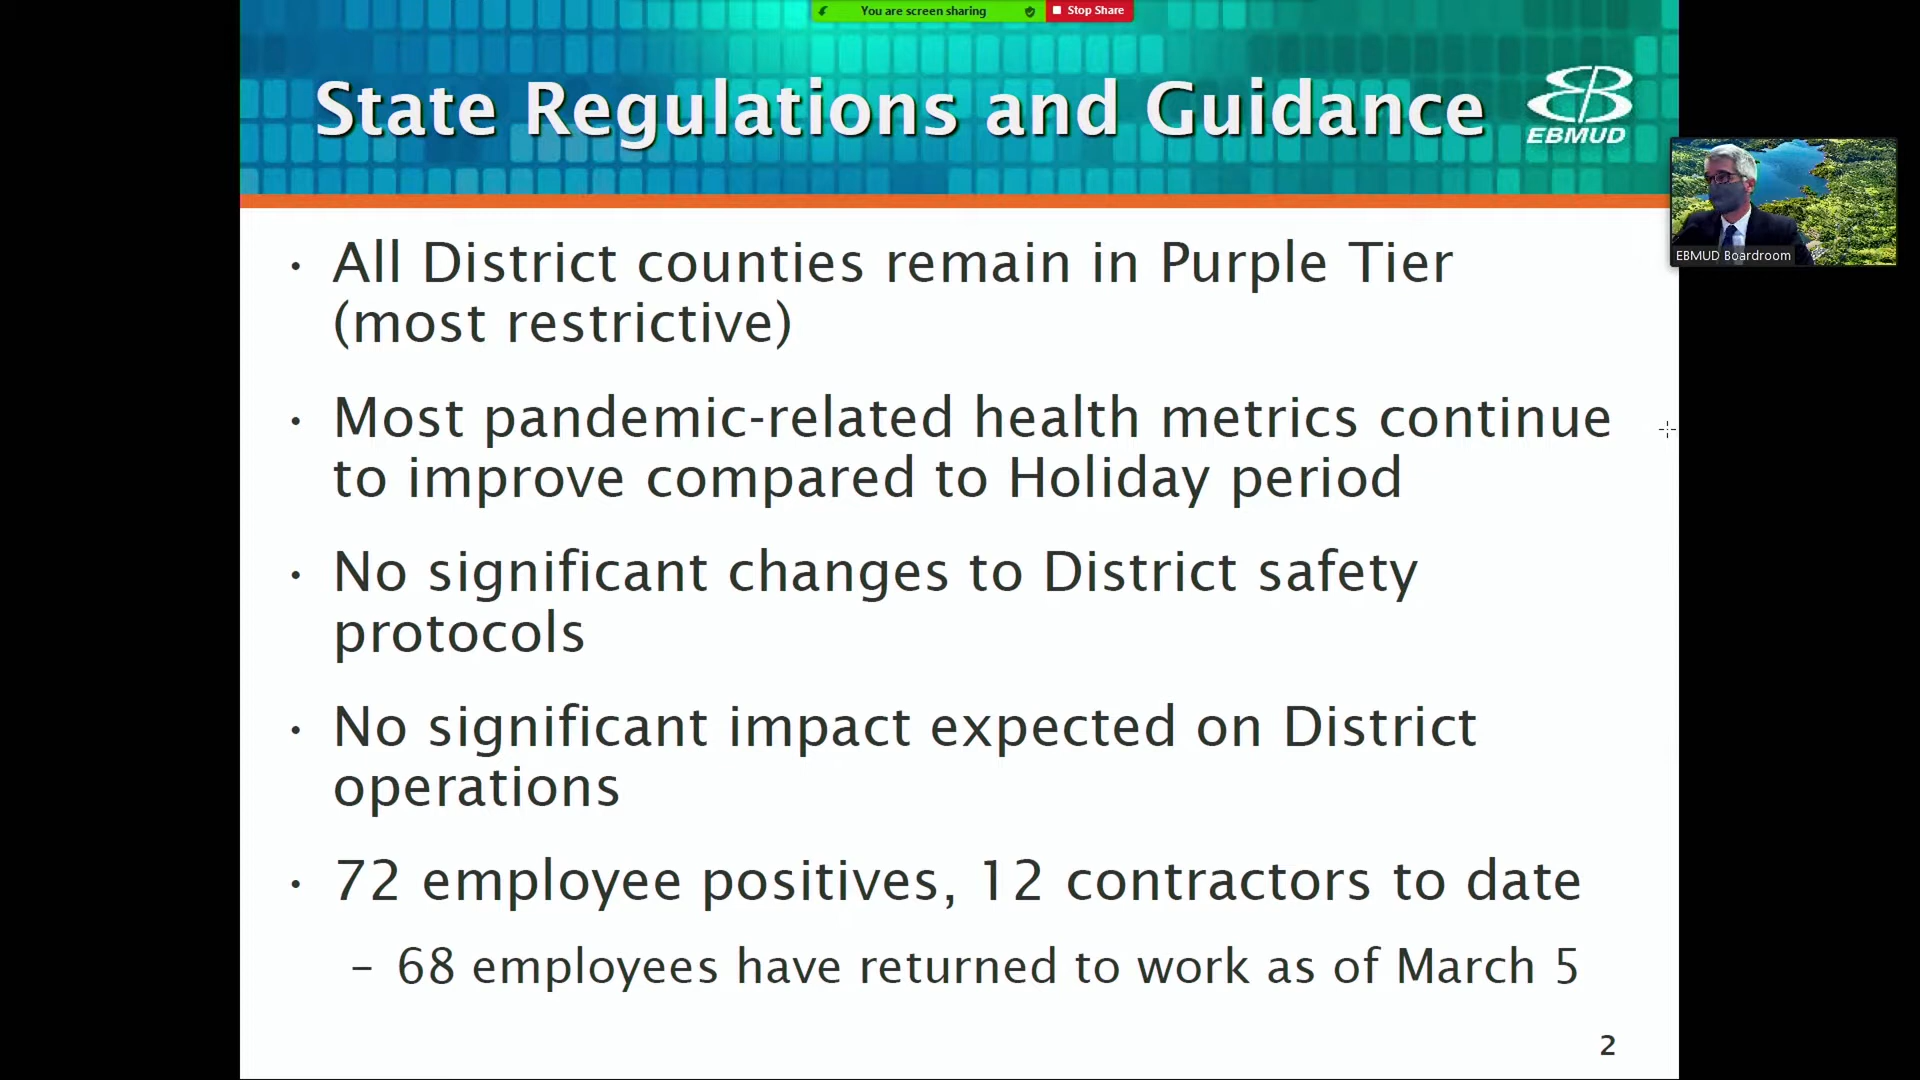 You are screen sharing
Stop Share
State Regulations and Guidance
EBMUD
EBMUD Boardroom
• All District counties remain in Purple Tier
(most restrictive)
• Most pandemic-related health metrics continue
to improve compared to Holiday period
• No significant changes to District safety
protocols
• No significant impact expected on District
operations
• 72 employee positives, 12 contractors to date
– 68 employees have returned to work as of March 5
2